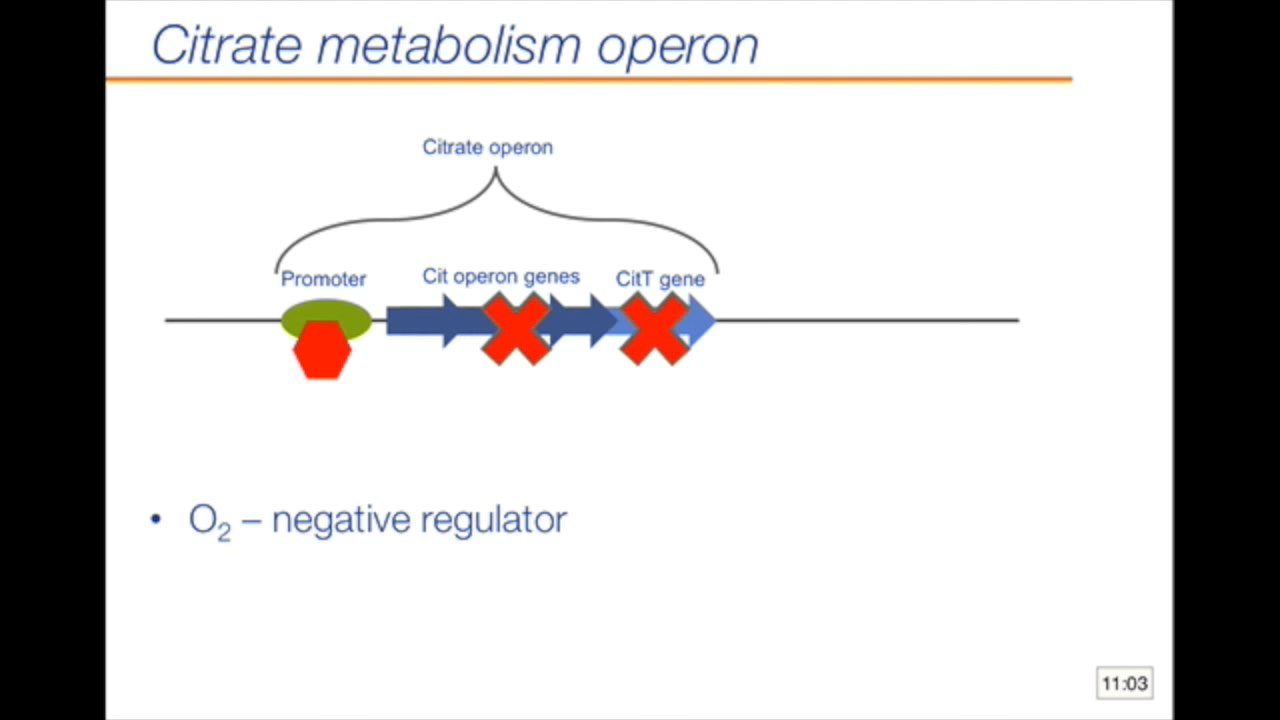 Citrate metabolism operon
Citrate operon
Promoter Cit operon genes CitT gene
• O₂ – negative regulator
11:03